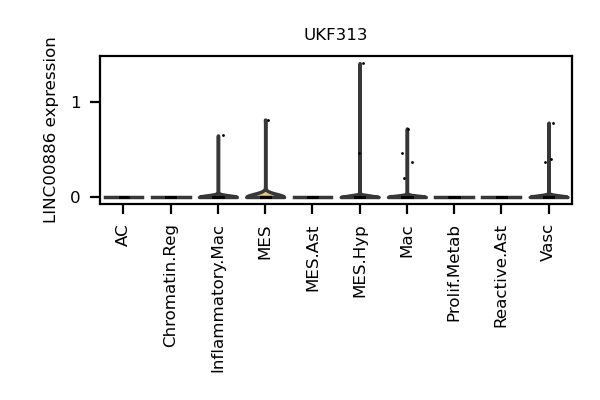 UKF313
LINC00886 expression
1
0
AC
Chromatin.Reg
Inflammatory.Mac
MES
MES.Ast
MES.Hyp
Mac
Prolif.Metab
Reactive.Ast
Vasc